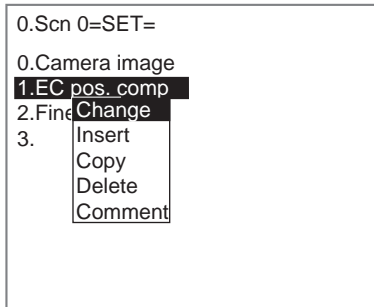 0.Scn 0=SET=
0.Camera image
1.EC pos. comp
2.Fine
3.
Change
Insert
Copy
Delete
Comment